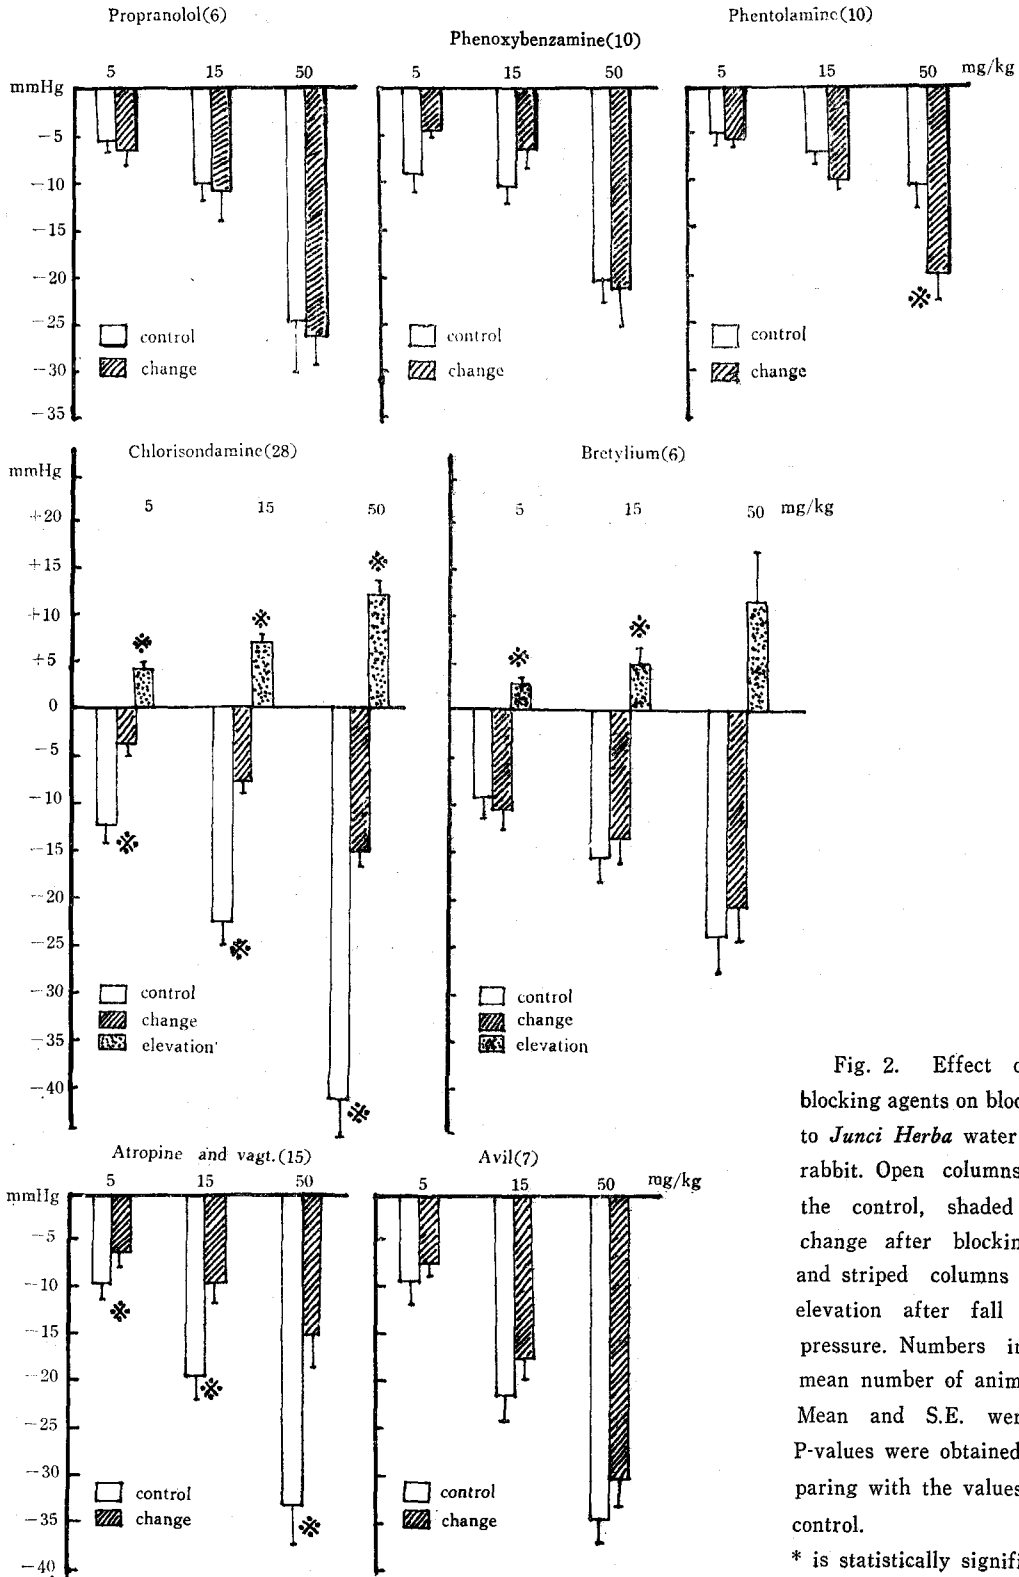 Propranolol(6)
5 15 50
mmHg
-5
-10
-15
-20
-25
-30
-35
control
change
Phenoxybenzamine(10)
5 15 50
control
change
Phentolamine(10)
5 15 50 mg/kg
※
control
change
Chlorisondamine(28)
mmHg
5 15 50
+20
+15
+10
+5
0
-5
-10
-15
-20
-25
-30
-35
-40
※ ※ ※
※ ※ ※
control
change
elevation
Bretylium(6)
5 15 50 mg/kg
※ ※
control
change
elevation
Atropine and vagt.(15)
5 15 50
mmHg
-5
-10
-15
-20
-25
-30
-35
-40
※ ※ ※
control
change
Avil(7)
5 15 50 mg/kg
control
change
Fig. 2. Effect o
blocking agents on bloo
to Junci Herba water
rabbit. Open columns
the control, shaded
change after blockin
and striped columns
elevation after fall
pressure. Numbers in
mean number of anim
Mean and S.E. wer
P-values were obtained
paring with the values
control.
* is statistically signifi